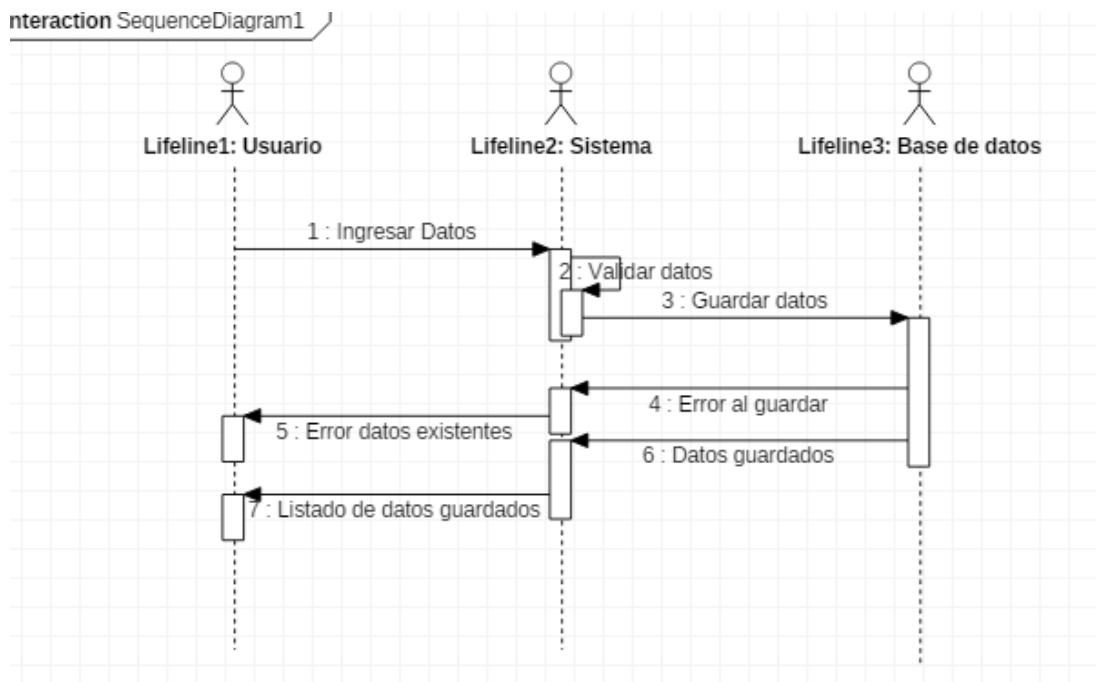 nteraction SequenceDiagram1
Lifeline1: Usuario
Lifeline2: Sistema
Lifeline3: Base de datos
1 : Ingresar Datos
2 : Validar datos
3 : Guardar datos
4 : Error al guardar
5 : Error datos existentes
6 : Datos guardados
7 : Listado de datos guardados